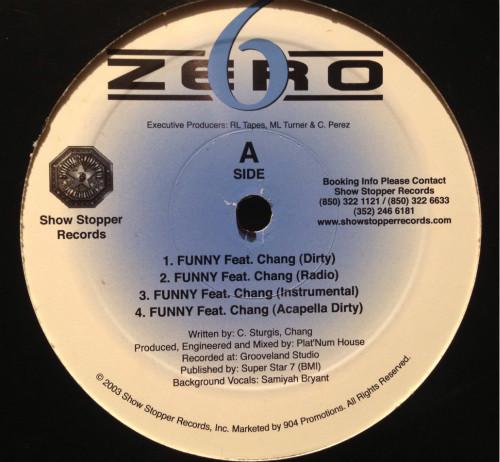 6
ZERO
Executive Producers: RL Tapes, ML Turner & C. Perez
A
SIDE
Show Stopper
Records
Booking Info Please Contact
Show Stopper Records
(850) 322 1121 / (850) 322 6633
(352) 246 6181
www.showstopperrecords.com
1. FUNNY Feat. Chang (Dirty)
2. FUNNY Feat. Chang (Radio)
3. FUNNY Feat. Chang (Instrumental)
4. FUNNY Feat. Chang (Acapella Dirty)
Written by: C. Sturgis, Chang
Produced, Engineered and Mixed by: Plat'Num House
Recorded at: Grooveland Studio
Published by: Super Star 7 (BMI)
Background Vocals: Samiyah Bryant
© 2003 Show Stopper Records, Inc. Marketed by 904 Promotions. All Rights Reserved.